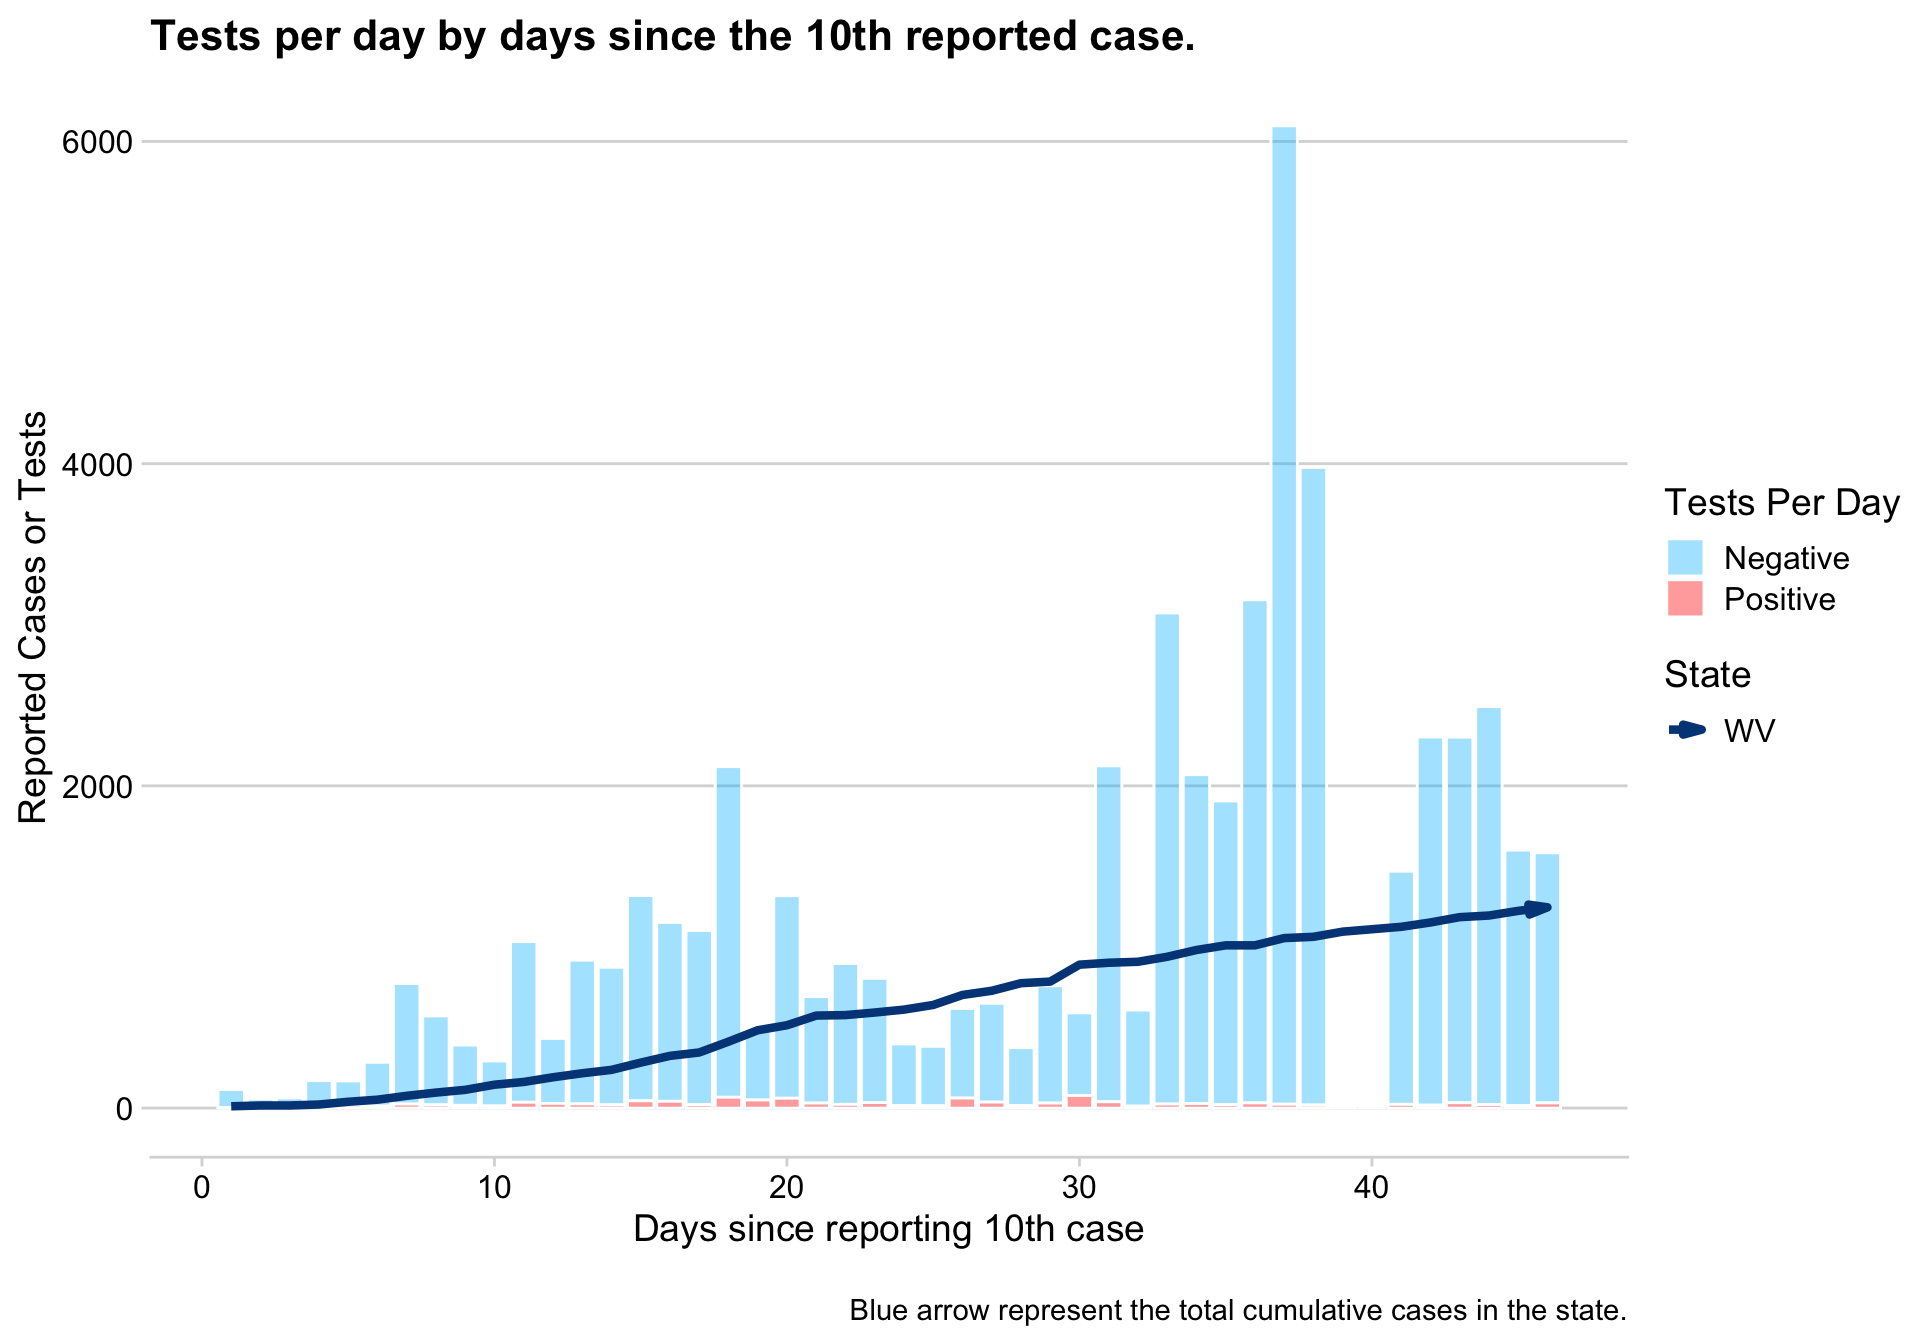 Tests per day by days since the 10th reported case.
6000
4000
2000
0
Reported Cases or Tests
0 10 20 30 40
Days since reporting 10th case
Tests Per Day
Negative
Positive
State
WV
Blue arrow represent the total cumulative cases in the state.